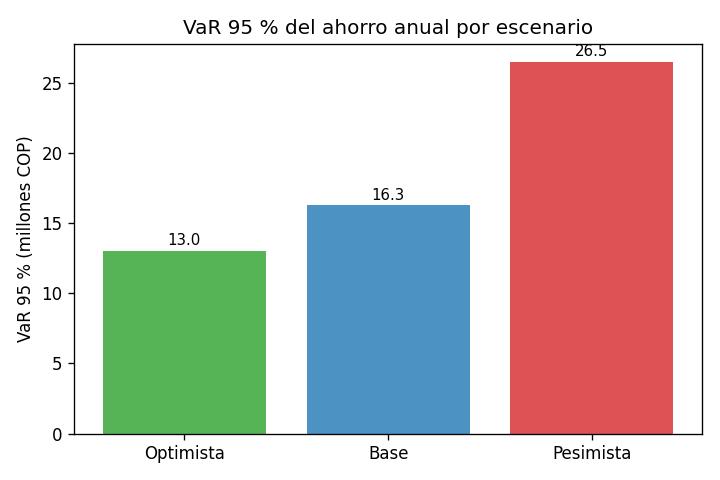 VaR 95 % del ahorro anual por escenario
VaR 95 % (millones COP)
25
20
15
10
5
0
13.0
16.3
26.5
Optimista
Base
Pesimista